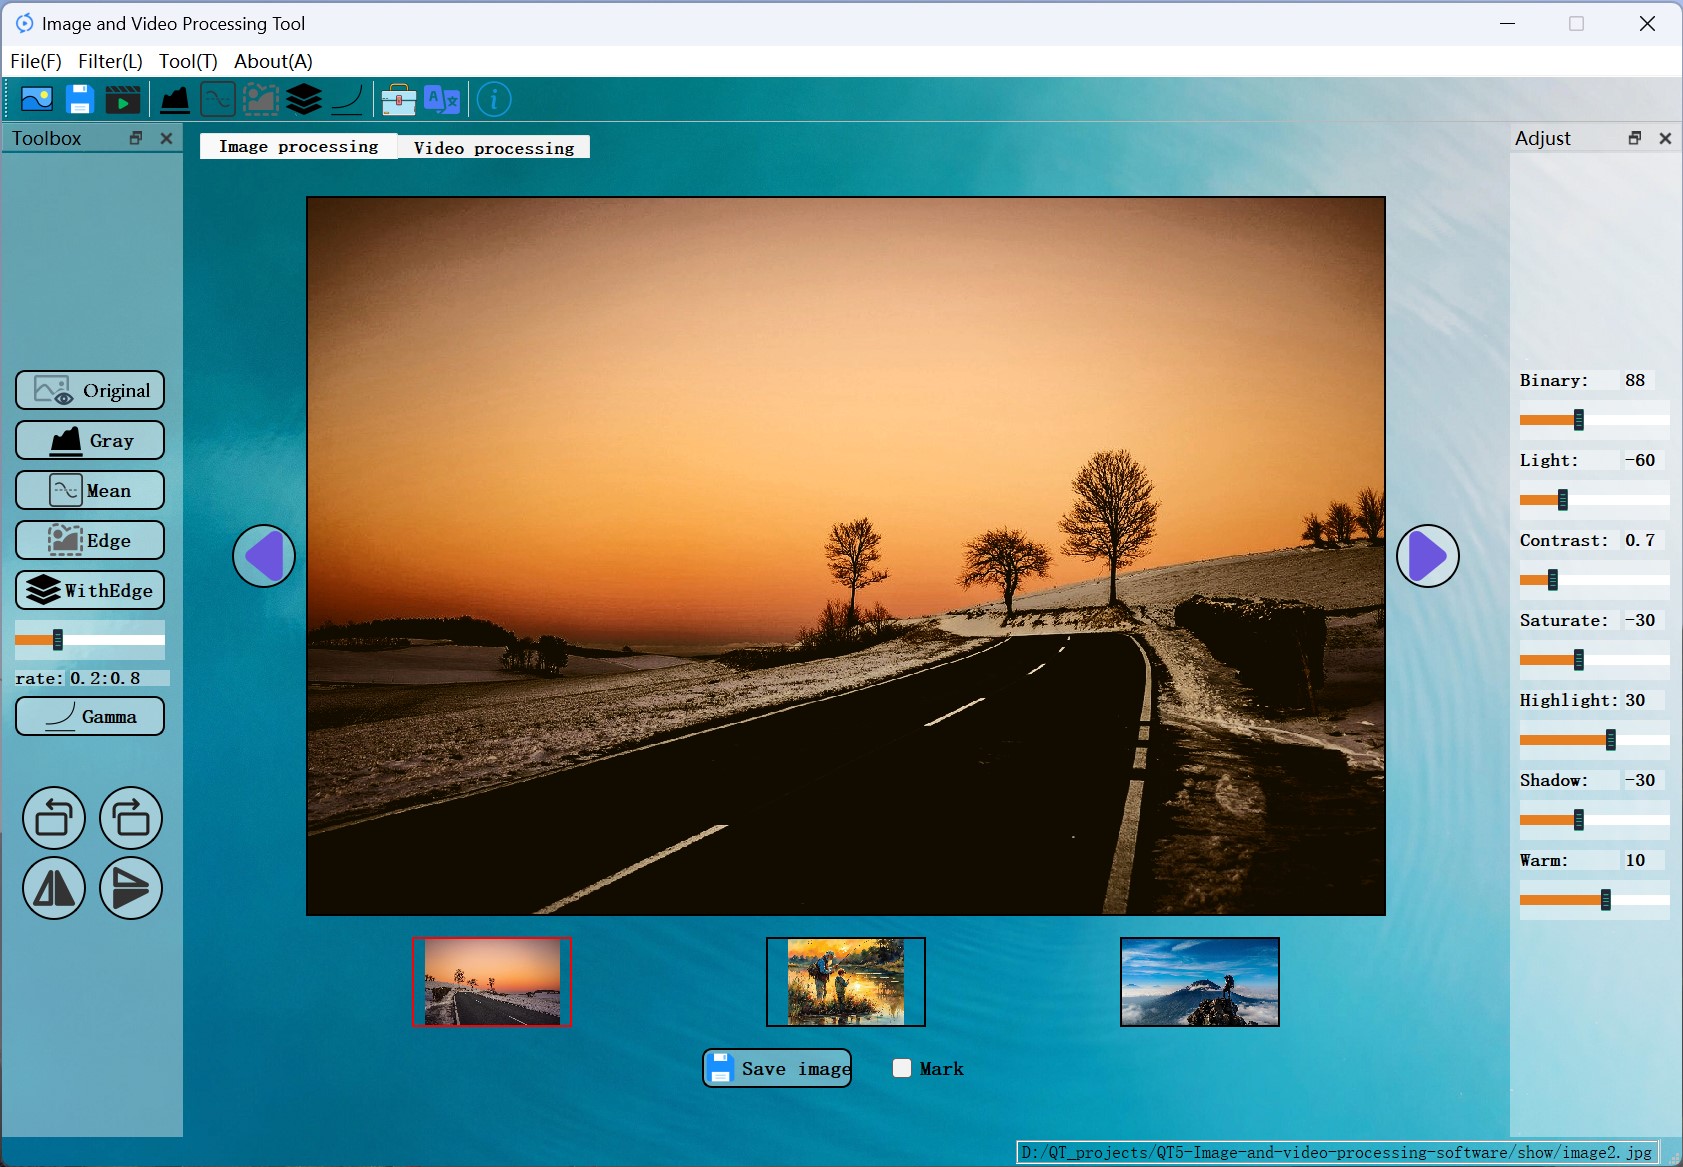 Image and Video Processing Tool
File(F) Filter(L) Tool(T) About(A)
Toolbox
Image processing
Video processing
Adjust
Original
Gray
Mean
Edge
WithEdge
rate: 0.2:0.8
Gamma
Binary: 88
Light: -60
Contrast: 0.7
Saturate: -30
Highlight: 30
Shadow: -30
Warm: 10
Save image
Mark
D:/QT_projects/QT5-Image-and-video-processing-software/show/image2.jpg